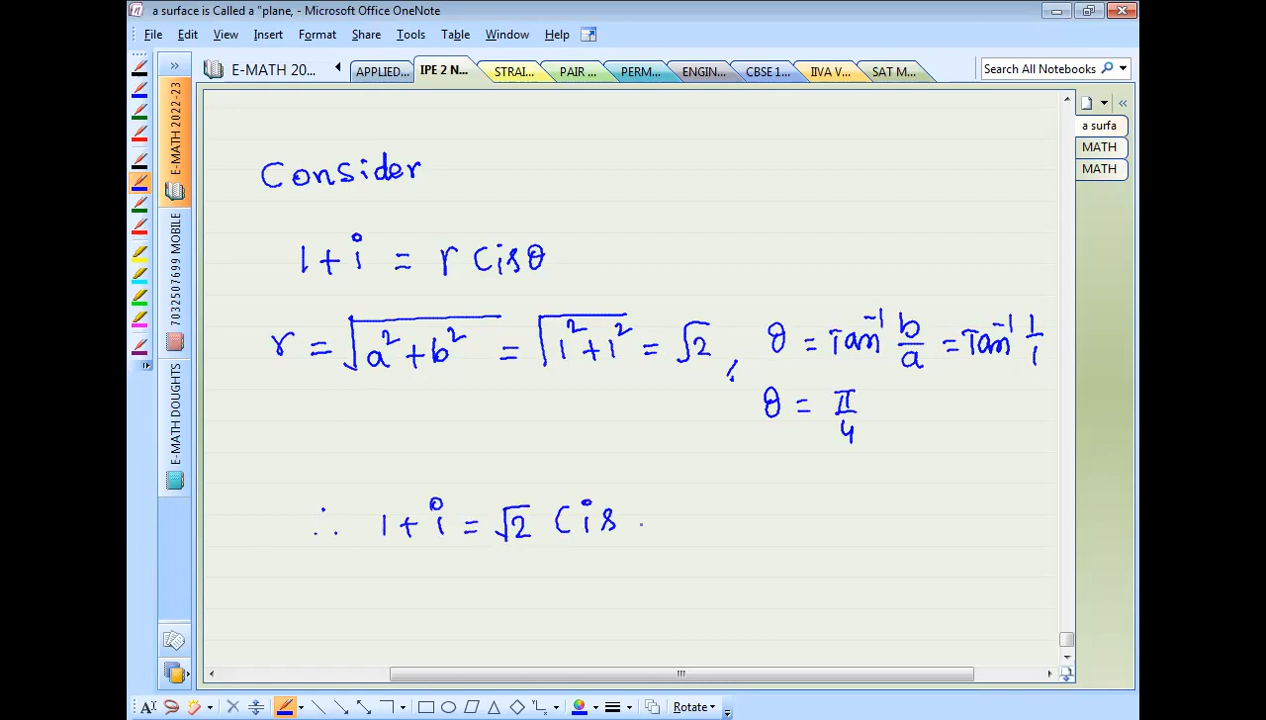 a surface is Called a "plane, - Microsoft Office OneNote
File Edit View Insert Format Share Tools Table Window Help
E-MATH 20... APPLIED... IPE 2 N... STRAI... PAIR ... PERM... ENGIN... CBSE 1... IIVA V... SAT M... Search All Notebooks
a surfa
MATH
MATH
E-MATH 2022-23
7032507699 MOBILE
E-MATH DOUGHTS
Consider
1+i = r Cisθ
r = √a²+b² = √1²+1² = √2, θ = Tan⁻¹ b/a = Tan⁻¹ 1/1
θ = π/4
∴ 1+i = √2 Cis
Rotate